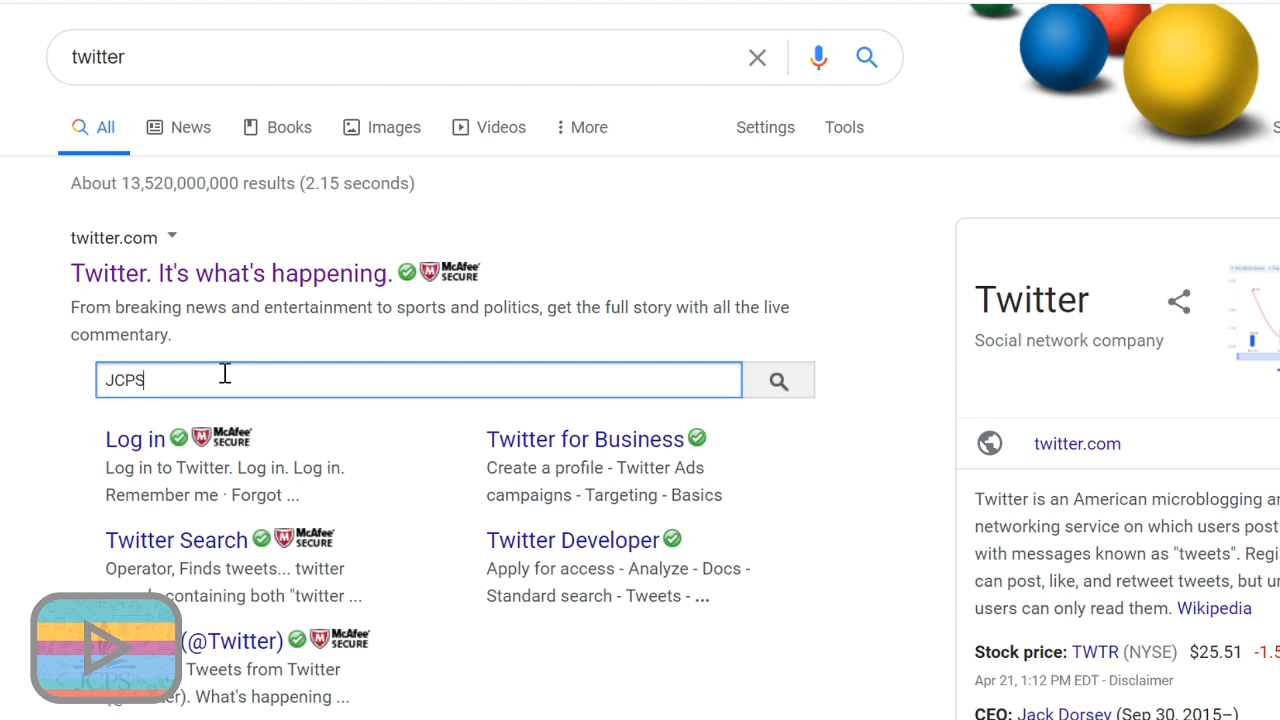 twitter
All News Books Images Videos More Settings Tools
About 13,520,000,000 results (2.15 seconds)
twitter.com
Twitter. It's what's happening. McAfee SECURE
From breaking news and entertainment to sports and politics, get the full story with all the live
commentary.
JCPS
Log in McAfee SECURE
Log in to Twitter. Log in. Log in.
Remember me · Forgot ...
Twitter for Business
Create a profile - Twitter Ads
campaigns - Targeting - Basics
Twitter Search McAfee SECURE
Operator, Finds tweets... twitter
containing both "twitter ...
Twitter Developer
Apply for access - Analyze - Docs -
Standard search - Tweets - ...
(@Twitter) McAfee SECURE
Tweets from Twitter
What's happening ...
JCPS
Twitter
Social network company
twitter.com
Twitter is an American microblogging
networking service on which users post
with messages known as "tweets".
can post, like, and retweet tweets, but
users can only read them. Wikipedia
Stock price: TWTR (NYSE) $25.51 -1.5
Apr 21, 1:12 PM EDT - Disclaimer
CEO: Jack Dorsey (Sep 30, 2015–)